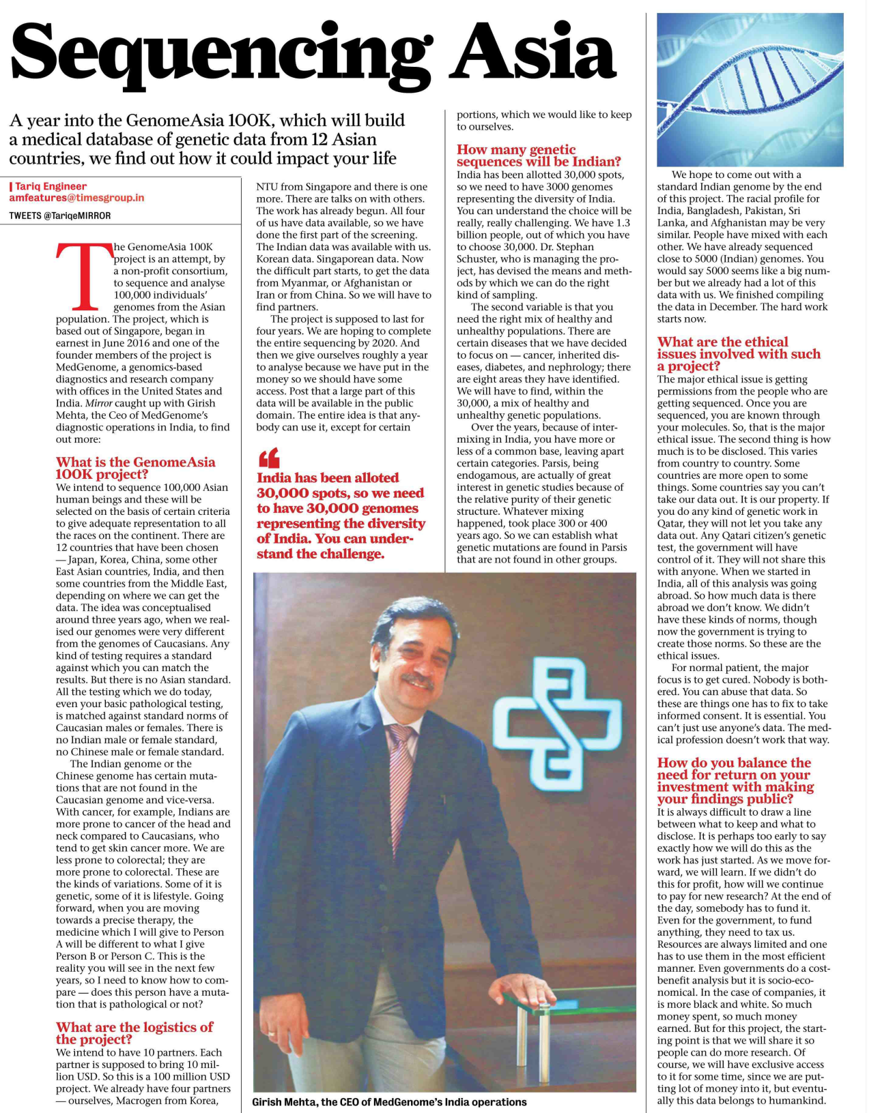 Sequencing Asia
A year into the GenomeAsia 100K, which will build
a medical database of genetic data from 12 Asian
countries, we find out how it could impact your life
Tariq Engineer
amfeatures@timesgroup.in
TWEETS @TariqeMIRROR
The GenomeAsia 100K
project is an attempt, by
a non-profit consortium,
to sequence and analyse
100,000 individuals'
genomes from the Asian
population. The project, which is
based out of Singapore, began in
earnest in June 2016 and one of the
founder members of the project is
MedGenome, a genomics-based
diagnostics and research company
with offices in the United States and
India. Mirror caught up with Girish
Mehta, the Ceo of MedGenome's
diagnostic operations in India, to find
out more:
What is the GenomeAsia
100K project?
We intend to sequence 100,000 Asian
human beings and these will be
selected on the basis of certain criteria
to give adequate representation to all
the races on the continent. There are
12 countries that have been chosen
— Japan, Korea, China, some other
East Asian countries, India, and then
some countries from the Middle East,
depending on where we can get the
data. The idea was conceptualised
around three years ago, when we real-
ised our genomes were very different
from the genomes of Caucasians. Any
kind of testing requires a standard
against which you can match the
results. But there is no Asian standard.
All the testing which we do today,
even your basic pathological testing,
is matched against standard norms of
Caucasian males or females. There is
no Indian male or female standard,
no Chinese male or female standard.
The Indian genome or the
Chinese genome has certain muta-
tions that are not found in the
Caucasian genome and vice-versa.
With cancer, for example, Indians are
more prone to cancer of the head and
neck compared to Caucasians, who
tend to get skin cancer more. We are
less prone to colorectal; they are
more prone to colorectal. These are
the kinds of variations. Some of it is
genetic, some of it is lifestyle. Going
forward, when you are moving
towards a precise therapy, the
medicine which I will give to Person
A will be different to what I give
Person B or Person C. This is the
reality you will see in the next few
years, so I need to know how to com-
pare — does this person have a muta-
tion that is pathological or not?
What are the logistics of
the project?
We intend to have 10 partners. Each
partner is supposed to bring 10 mil-
lion USD. So this is a 100 million USD
project. We already have four partners
— ourselves, Macrogen from Korea,
NTU from Singapore and there is one
more. There are talks on with others.
The work has already begun. All four
of us have data available, so we have
done the first part of the screening.
The Indian data was available with us.
Korean data. Singaporean data. Now
the difficult part starts, to get the data
from Myanmar, or Afghanistan or
Iran or from China. So we will have to
find partners.
The project is supposed to last for
four years. We are hoping to complete
the entire sequencing by 2020. And
then we give ourselves roughly a year
to analyse because we have put in the
money so we should have some
access. Post that a large part of this
data will be available in the public
domain. The entire idea is that any-
body can use it, except for certain
“
India has been alloted
30,000 spots, so we need
to have 30,000 genomes
representing the diversity
of India. You can under-
stand the challenge.
portions, which we would like to keep
to ourselves.
How many genetic
sequences will be Indian?
India has been allotted 30,000 spots,
so we need to have 3000 genomes
representing the diversity of India.
You can understand the choice will be
really, really challenging. We have 1.3
billion people, out of which you have
to choose 30,000. Dr. Stephan
Schuster, who is managing the pro-
ject, has devised the means and meth-
ods by which we can do the right
kind of sampling.
The second variable is that you
need the right mix of healthy and
unhealthy populations. There are
certain diseases that we have decided
to focus on — cancer, inherited dis-
eases, diabetes, and nephrology; there
are eight areas they have identified.
We will have to find, within the
30,000, a mix of healthy and
unhealthy genetic populations.
Over the years, because of inter-
mixing in India, you have more or
less of a common base, leaving apart
certain categories. Parsis, being
endogamous, are actually of great
interest in genetic studies because of
the relative purity of their genetic
structure. Whatever mixing
happened, took place 300 or 400
years ago. So we can establish what
genetic mutations are found in Parsis
that are not found in other groups.
Girish Mehta, the CEO of MedGenome's India operations
We hope to come out with a
standard Indian genome by the end
of this project. The racial profile for
India, Bangladesh, Pakistan, Sri
Lanka, and Afghanistan may be very
similar. People have mixed with each
other. We have already sequenced
close to 5000 (Indian) genomes. You
would say 5000 seems like a big num-
ber but we already had a lot of this
data with us. We finished compiling
the data in December. The hard work
starts now.
What are the ethical
issues involved with such
a project?
The major ethical issue is getting
permissions from the people who are
getting sequenced. Once you are
sequenced, you are known through
your molecules. So, that is the major
ethical issue. The second thing is how
much is to be disclosed. This varies
from country to country. Some
countries are more open to some
things. Some countries say you can't
take our data out. It is our property. If
you do any kind of genetic work in
Qatar, they will not let you take any
data out. Any Qatari citizen's genetic
test, the government will have
control of it. They will not share this
with anyone. When we started in
India, all of this analysis was going
abroad. So how much data is there
abroad we don't know. We didn't
have these kinds of norms, though
now the government is trying to
create those norms. So these are the
ethical issues.
For normal patient, the major
focus is to get cured. Nobody is both-
ered. You can abuse that data. So
these are things one has to fix to take
informed consent. It is essential. You
can't just use anyone's data. The med-
ical profession doesn't work that way.
How do you balance the
need for return on your
investment with making
your findings public?
It is always difficult to draw a line
between what to keep and what to
disclose. It is perhaps too early to say
exactly how we will do this as the
work has just started. As we move for-
ward, we will learn. If we didn't do
this for profit, how will we continue
to pay for new research? At the end of
the day, somebody has to fund it.
Even for the government, to fund
anything, they need to tax us.
Resources are always limited and one
has to use them in the most efficient
manner. Even governments do a cost-
benefit analysis but it is socio-eco-
nomical. In the case of companies, it
is more black and white. So much
money spent, so much money
earned. But for this project, the start-
ing point is that we will share it so
people can do more research. Of
course, we will have exclusive access
to it for some time, since we are put-
ting lot of money into it, but eventu-
ally this data belongs to humankind.